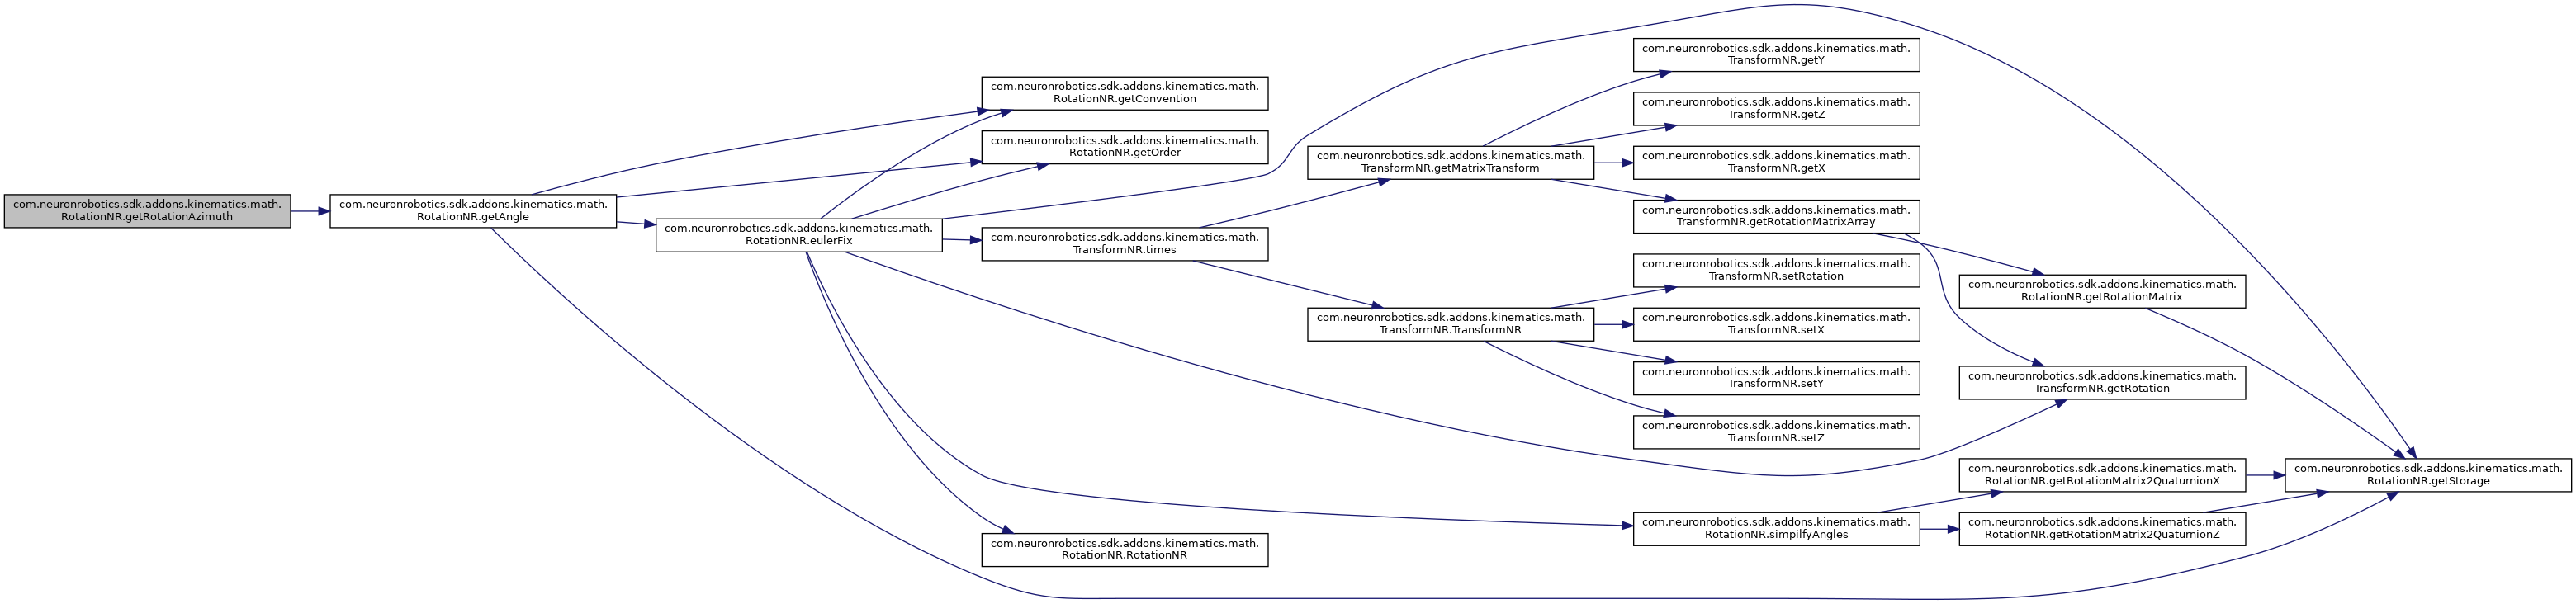 com.neuronrobotics.sdk.addons.kinematics.math.
RotationNR.getRotationAzimuth
com.neuronrobotics.sdk.addons.kinematics.math.
RotationNR.getAngle
com.neuronrobotics.sdk.addons.kinematics.math.
RotationNR.eulerFix
com.neuronrobotics.sdk.addons.kinematics.math.
RotationNR.getConvention
com.neuronrobotics.sdk.addons.kinematics.math.
RotationNR.getOrder
com.neuronrobotics.sdk.addons.kinematics.math.
TransformNR.times
com.neuronrobotics.sdk.addons.kinematics.math.
RotationNR.RotationNR
com.neuronrobotics.sdk.addons.kinematics.math.
TransformNR.getMatrixTransform
com.neuronrobotics.sdk.addons.kinematics.math.
TransformNR.TransformNR
com.neuronrobotics.sdk.addons.kinematics.math.
TransformNR.getY
com.neuronrobotics.sdk.addons.kinematics.math.
TransformNR.getZ
com.neuronrobotics.sdk.addons.kinematics.math.
TransformNR.getX
com.neuronrobotics.sdk.addons.kinematics.math.
TransformNR.getRotationMatrixArray
com.neuronrobotics.sdk.addons.kinematics.math.
TransformNR.setRotation
com.neuronrobotics.sdk.addons.kinematics.math.
TransformNR.setX
com.neuronrobotics.sdk.addons.kinematics.math.
TransformNR.setY
com.neuronrobotics.sdk.addons.kinematics.math.
TransformNR.setZ
com.neuronrobotics.sdk.addons.kinematics.math.
RotationNR.simpilfyAngles
com.neuronrobotics.sdk.addons.kinematics.math.
RotationNR.getRotationMatrix
com.neuronrobotics.sdk.addons.kinematics.math.
TransformNR.getRotation
com.neuronrobotics.sdk.addons.kinematics.math.
RotationNR.getRotationMatrix2QuaturnionX
com.neuronrobotics.sdk.addons.kinematics.math.
RotationNR.getRotationMatrix2QuaturnionZ
com.neuronrobotics.sdk.addons.kinematics.math.
RotationNR.getStorage